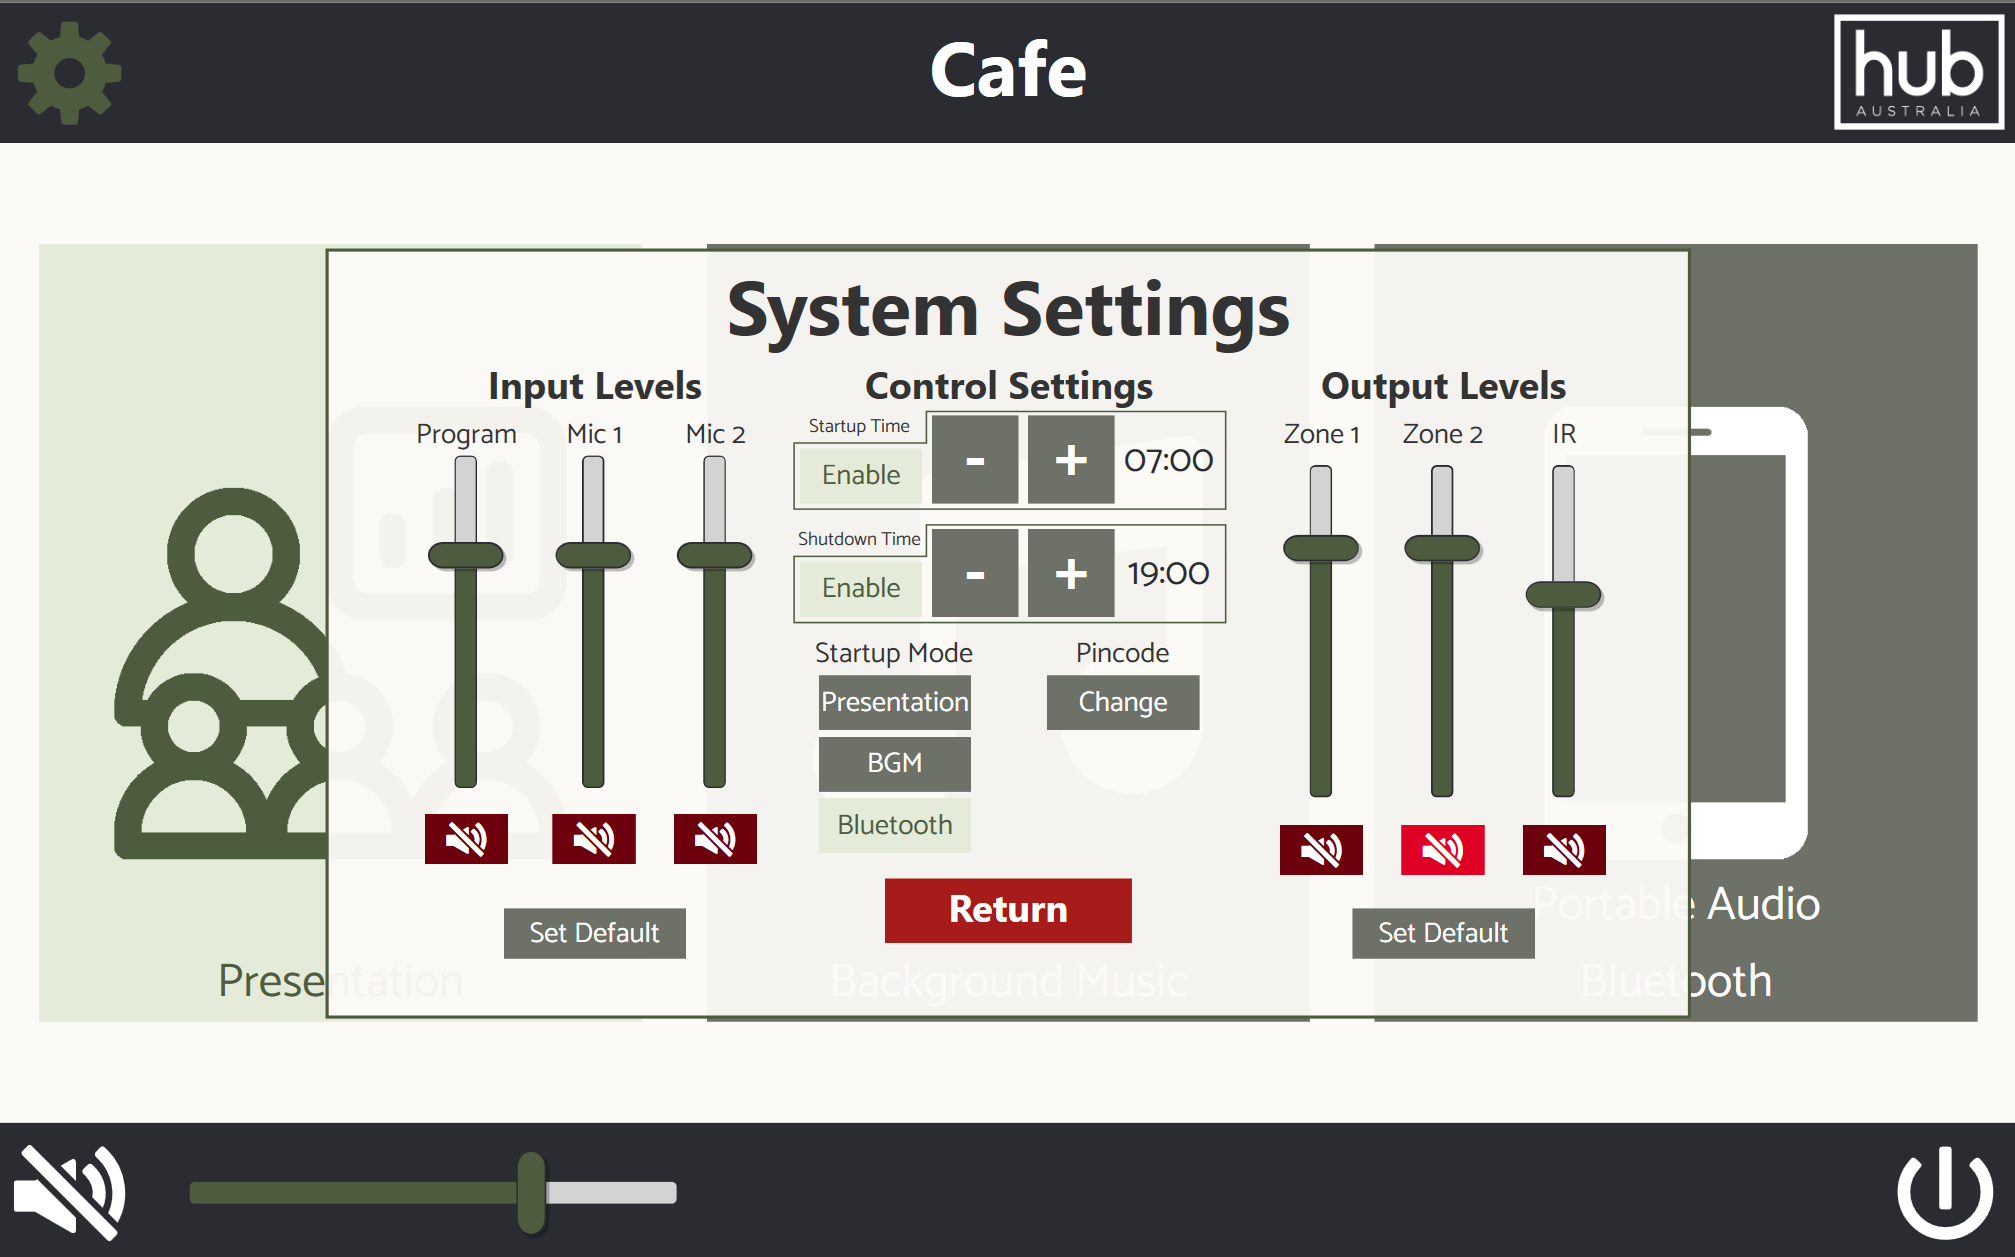 Cafe
hub
AUSTRALIA
System Settings
Input Levels
Control Settings
Output Levels
Program
Mic 1
Mic 2
Startup Time
Enable
-
+
07:00
Shutdown Time
Enable
-
+
19:00
Startup Mode
Presentation
BGM
Bluetooth
Pincode
Change
Zone 1
Zone 2
IR
Set Default
Return
Set Default
Portable Audio
Presentation
Background Music
Bluetooth